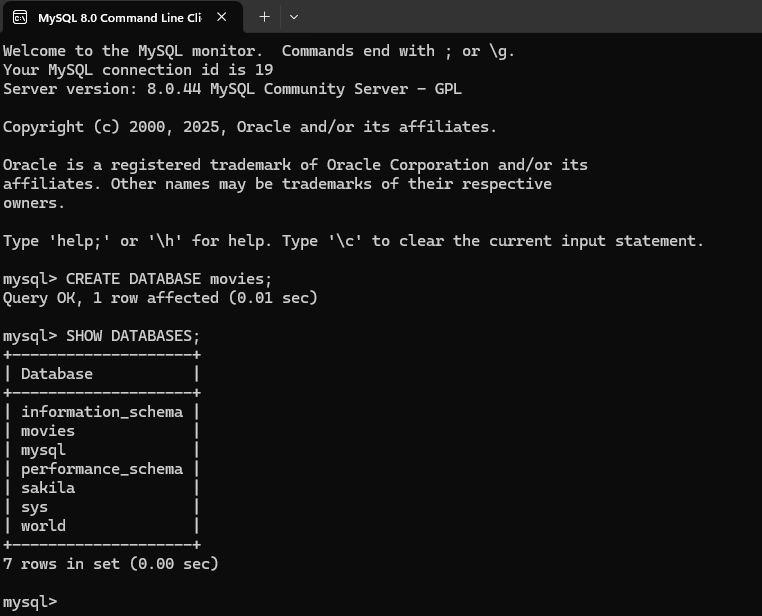 MySQL 8.0 Command Line Cli
Welcome to the MySQL monitor.  Commands end with ; or \g.
Your MySQL connection id is 19
Server version: 8.0.44 MySQL Community Server - GPL
Copyright (c) 2000, 2025, Oracle and/or its affiliates.
Oracle is a registered trademark of Oracle Corporation and/or its
affiliates. Other names may be trademarks of their respective
owners.
Type 'help;' or '\h' for help. Type '\c' to clear the current input statement.
mysql> CREATE DATABASE movies;
Query OK, 1 row affected (0.01 sec)
mysql> SHOW DATABASES;
+--------------------+
| Database           |
+--------------------+
| information_schema |
| movies             |
| mysql              |
| performance_schema |
| sakila             |
| sys                |
| world              |
+--------------------+
7 rows in set (0.00 sec)
mysql>